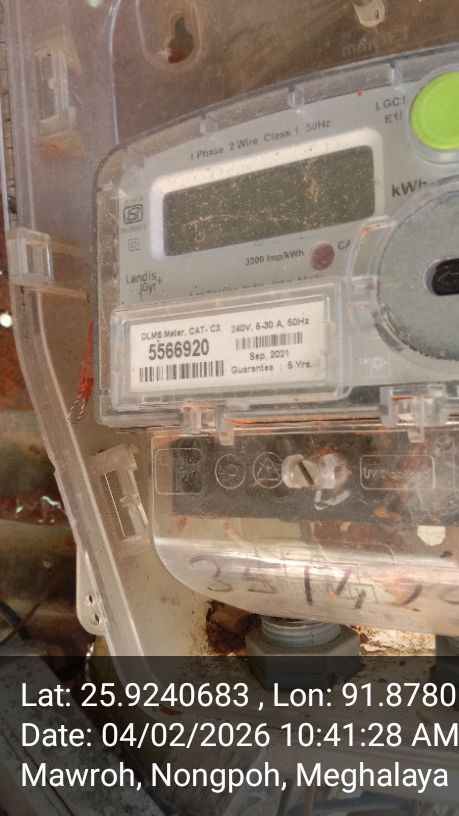 LGC1
1 Phase 2 Wire Class 1 50Hz
kWh
3200 imp/kWh
Landis
Gyr+
DLMS Meter, CAT- C3
240V, 5-30 A, 50Hz
5566920
Sep, 2021
Guarantee : 5 Yrs.
Lat: 25.9240683 , Lon: 91.8780
Date: 04/02/2026 10:41:28 AM
Mawroh, Nongpoh, Meghalaya